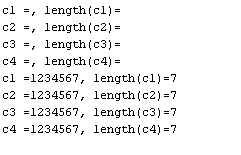 c1 =, length(c1)=
c2 =, length(c2)=
c3 =, length(c3)=
c4 =, length(c4)=
c1 =1234567, length(c1)=7
c2 =1234567, length(c2)=7
c3 =1234567, length(c3)=7
c4 =1234567, length(c4)=7